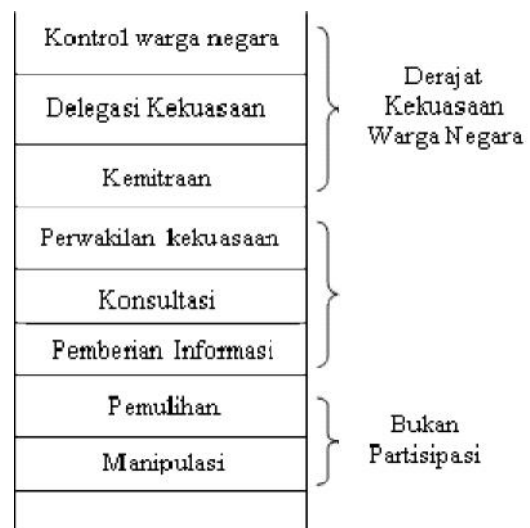 Kontrol warga negara
Delegasi Kekuasaan
Kemitraan
Derajat
Kekuasaan
Warga Negara
Perwakilan kekuasaan
Konsultasi
Pemberian Informasi
Pemulihan
Manipulasi
Bukan
Partisipasi